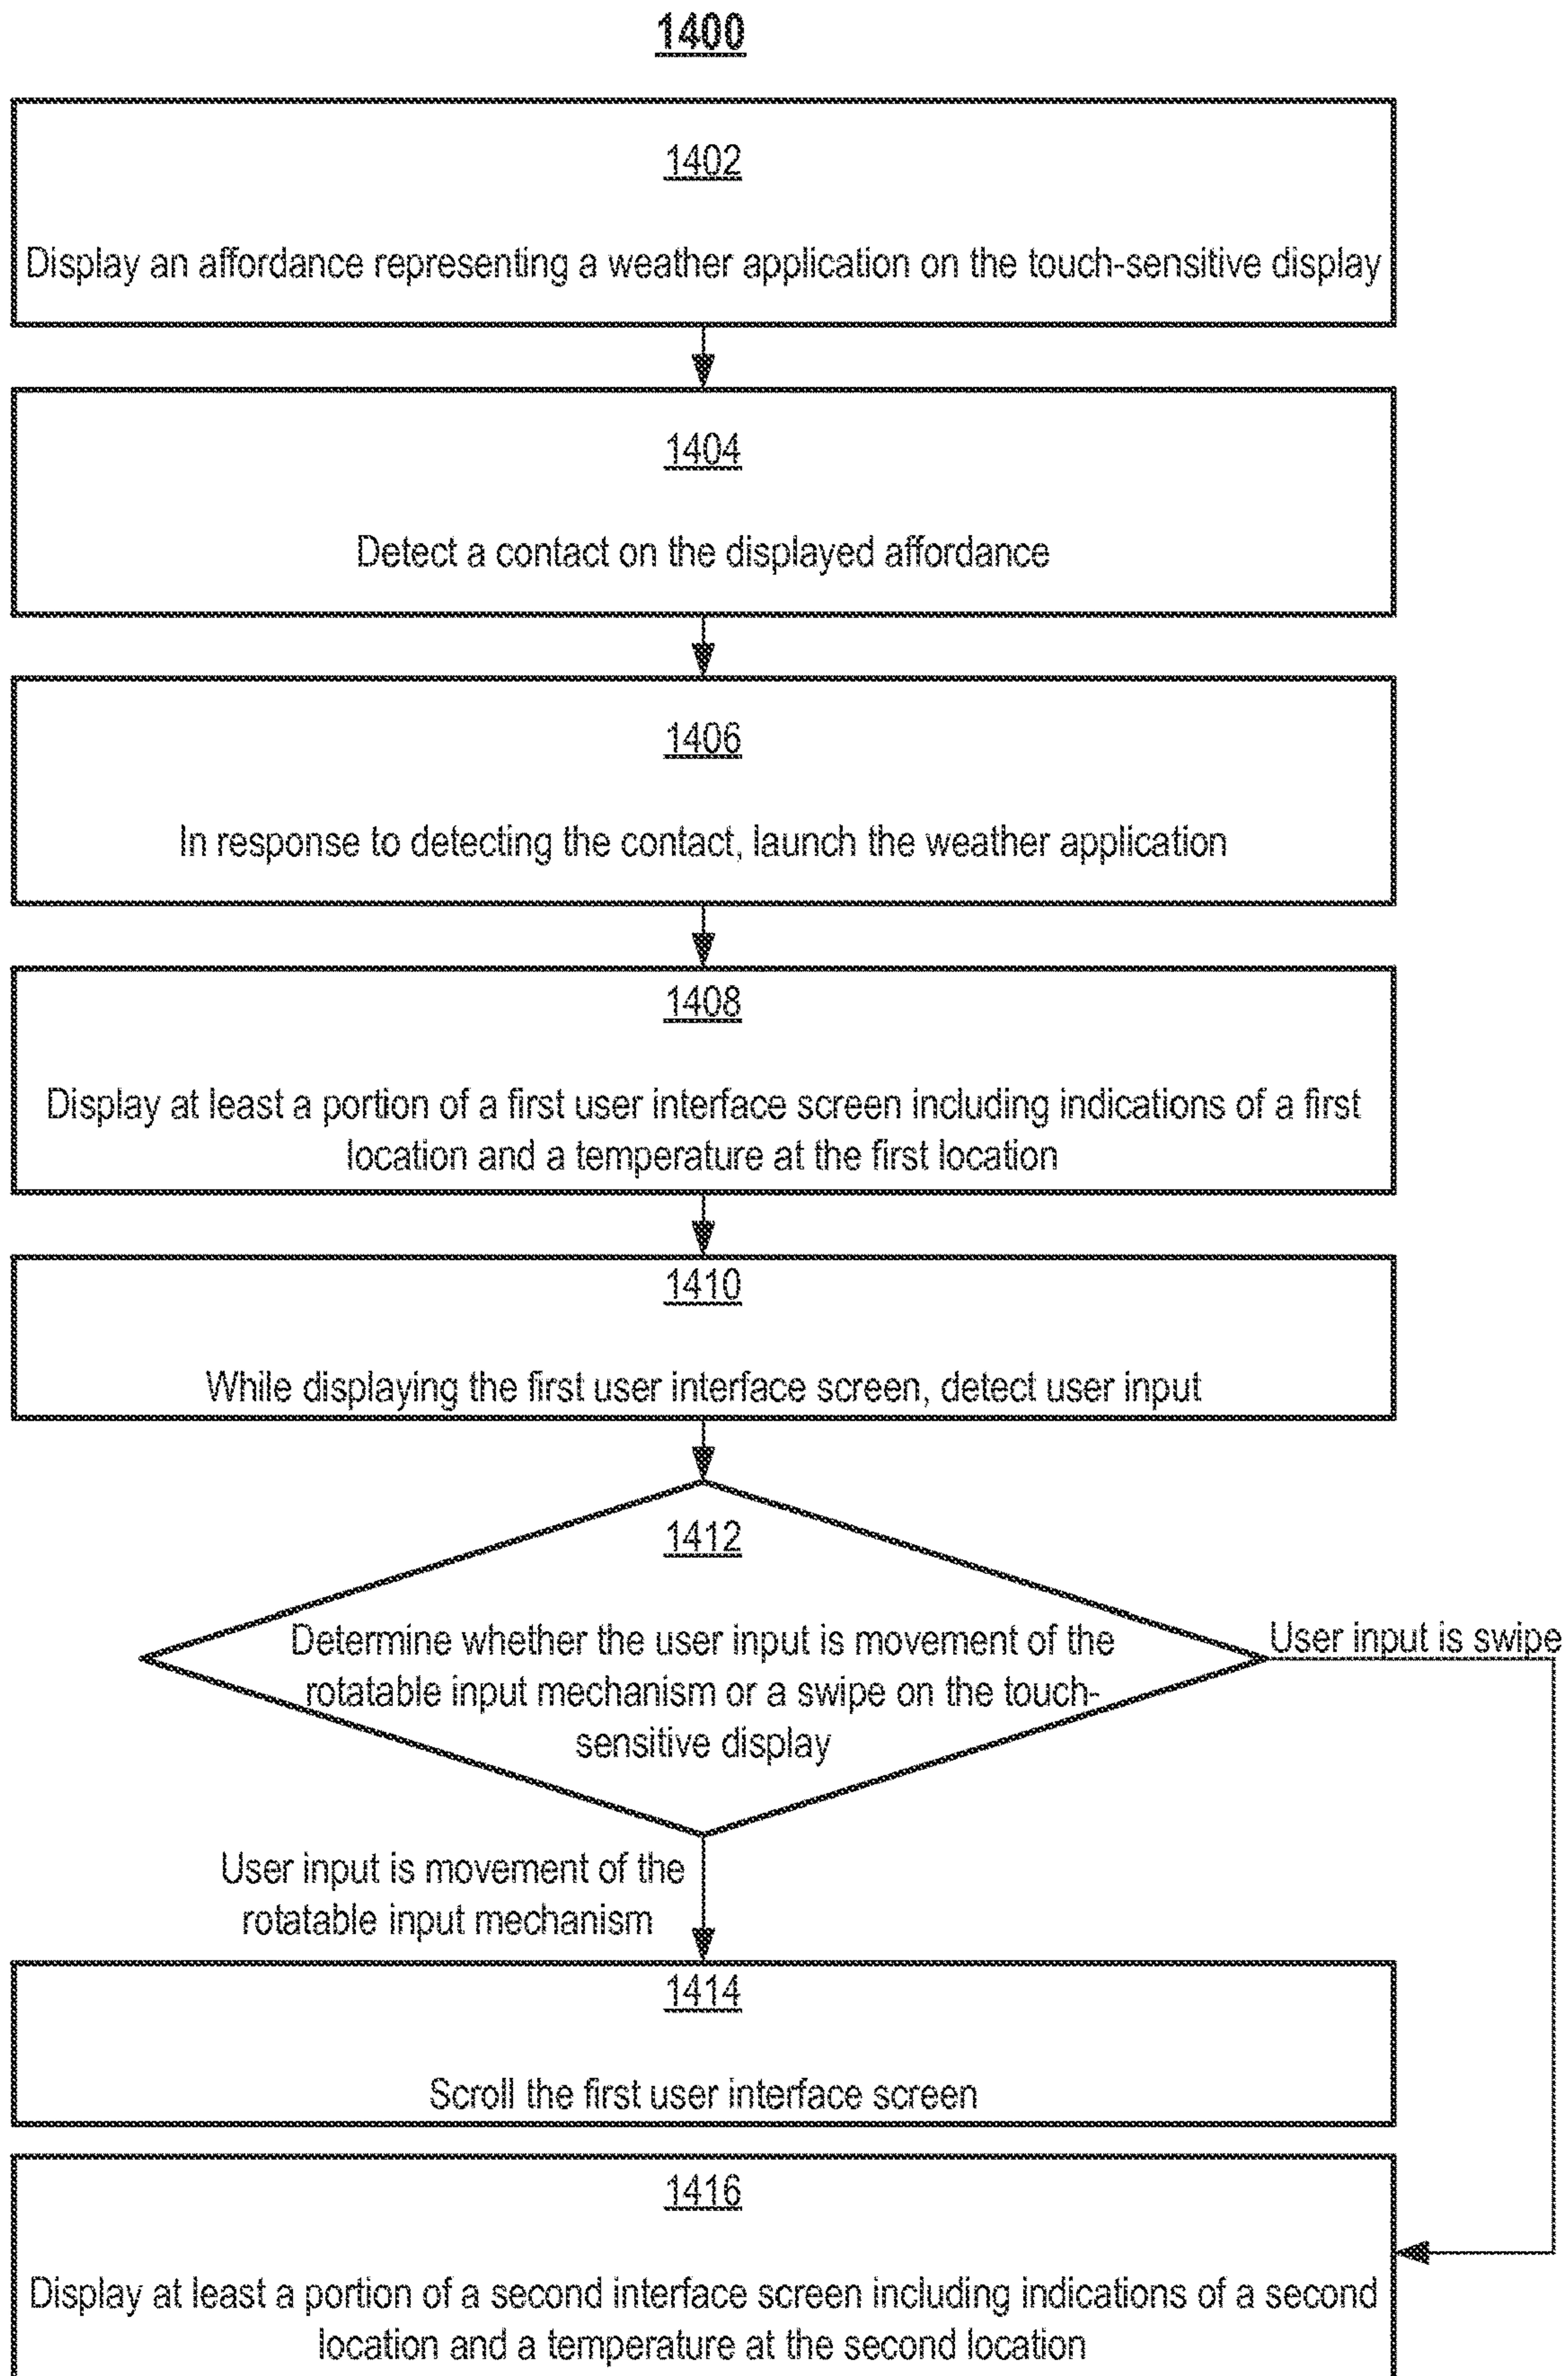 1400
1402
Display an affordance representing a weather application on the touch-sensitive display
1404
Detect a contact on the displayed affordance
1406
In response to detecting the contact, launch the weather application
1408
Display at least a portion of a first user interface screen including indications of a first
location and a temperature at the first location
1410
While displaying the first user interface screen, detect user input
1412
Determine whether the user input is movement of the
rotatable input mechanism or a swipe on the touch-
sensitive display
User input is swipe
User input is movement of the
rotatable input mechanism
1414
Scroll the first user interface screen
1416
Display at least a portion of a second interface screen including indications of a second
location and a temperature at the second location